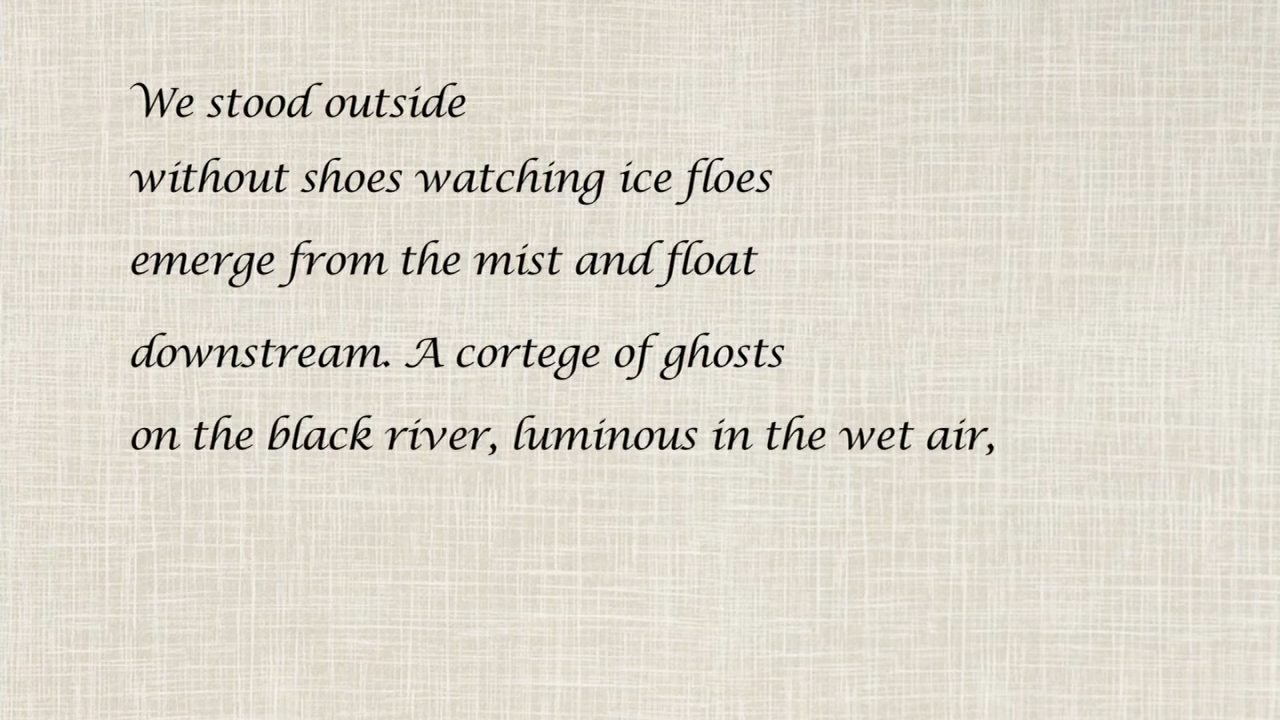 We stood outside
without shoes watching ice floes
emerge from the mist and float
downstream. A cortege of ghosts
on the black river, luminous in the wet air,